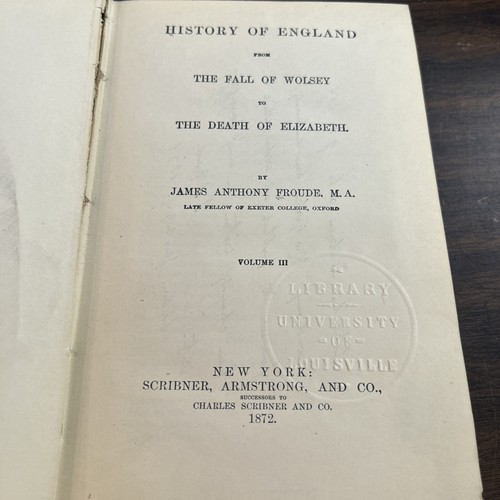 HISTORY OF ENGLAND
FROM
THE FALL OF WOLSEY
TO
THE DEATH OF ELIZABETH.
BY
JAMES ANTHONY FROUDE, M.A.
LATE FELLOW OF EXETER COLLEGE, OXFORD
VOLUME III
LIBRARY
UNIVERSITY
-OF-
LOUISVILLE
NEW YORK:
SCRIBNER, ARMSTRONG, AND CO.,
SUCCESSORS TO
CHARLES SCRIBNER AND CO.
1872.